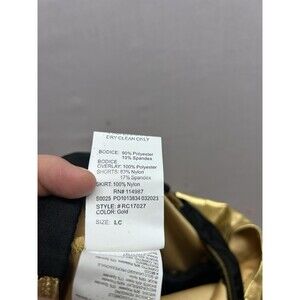 DRY CLEAN ONLY
BODICE: 90% Polyester
10% Spandex
BODICE
OVERLAY: 100% Polyester
SHORTS: 83% Nylon
17% Spandex
SKIRT: 100% Nylon
RN# 114987
S0025 PO1013834 032023
STYLE: # RC17027
COLOR: Gold
SIZE: LC